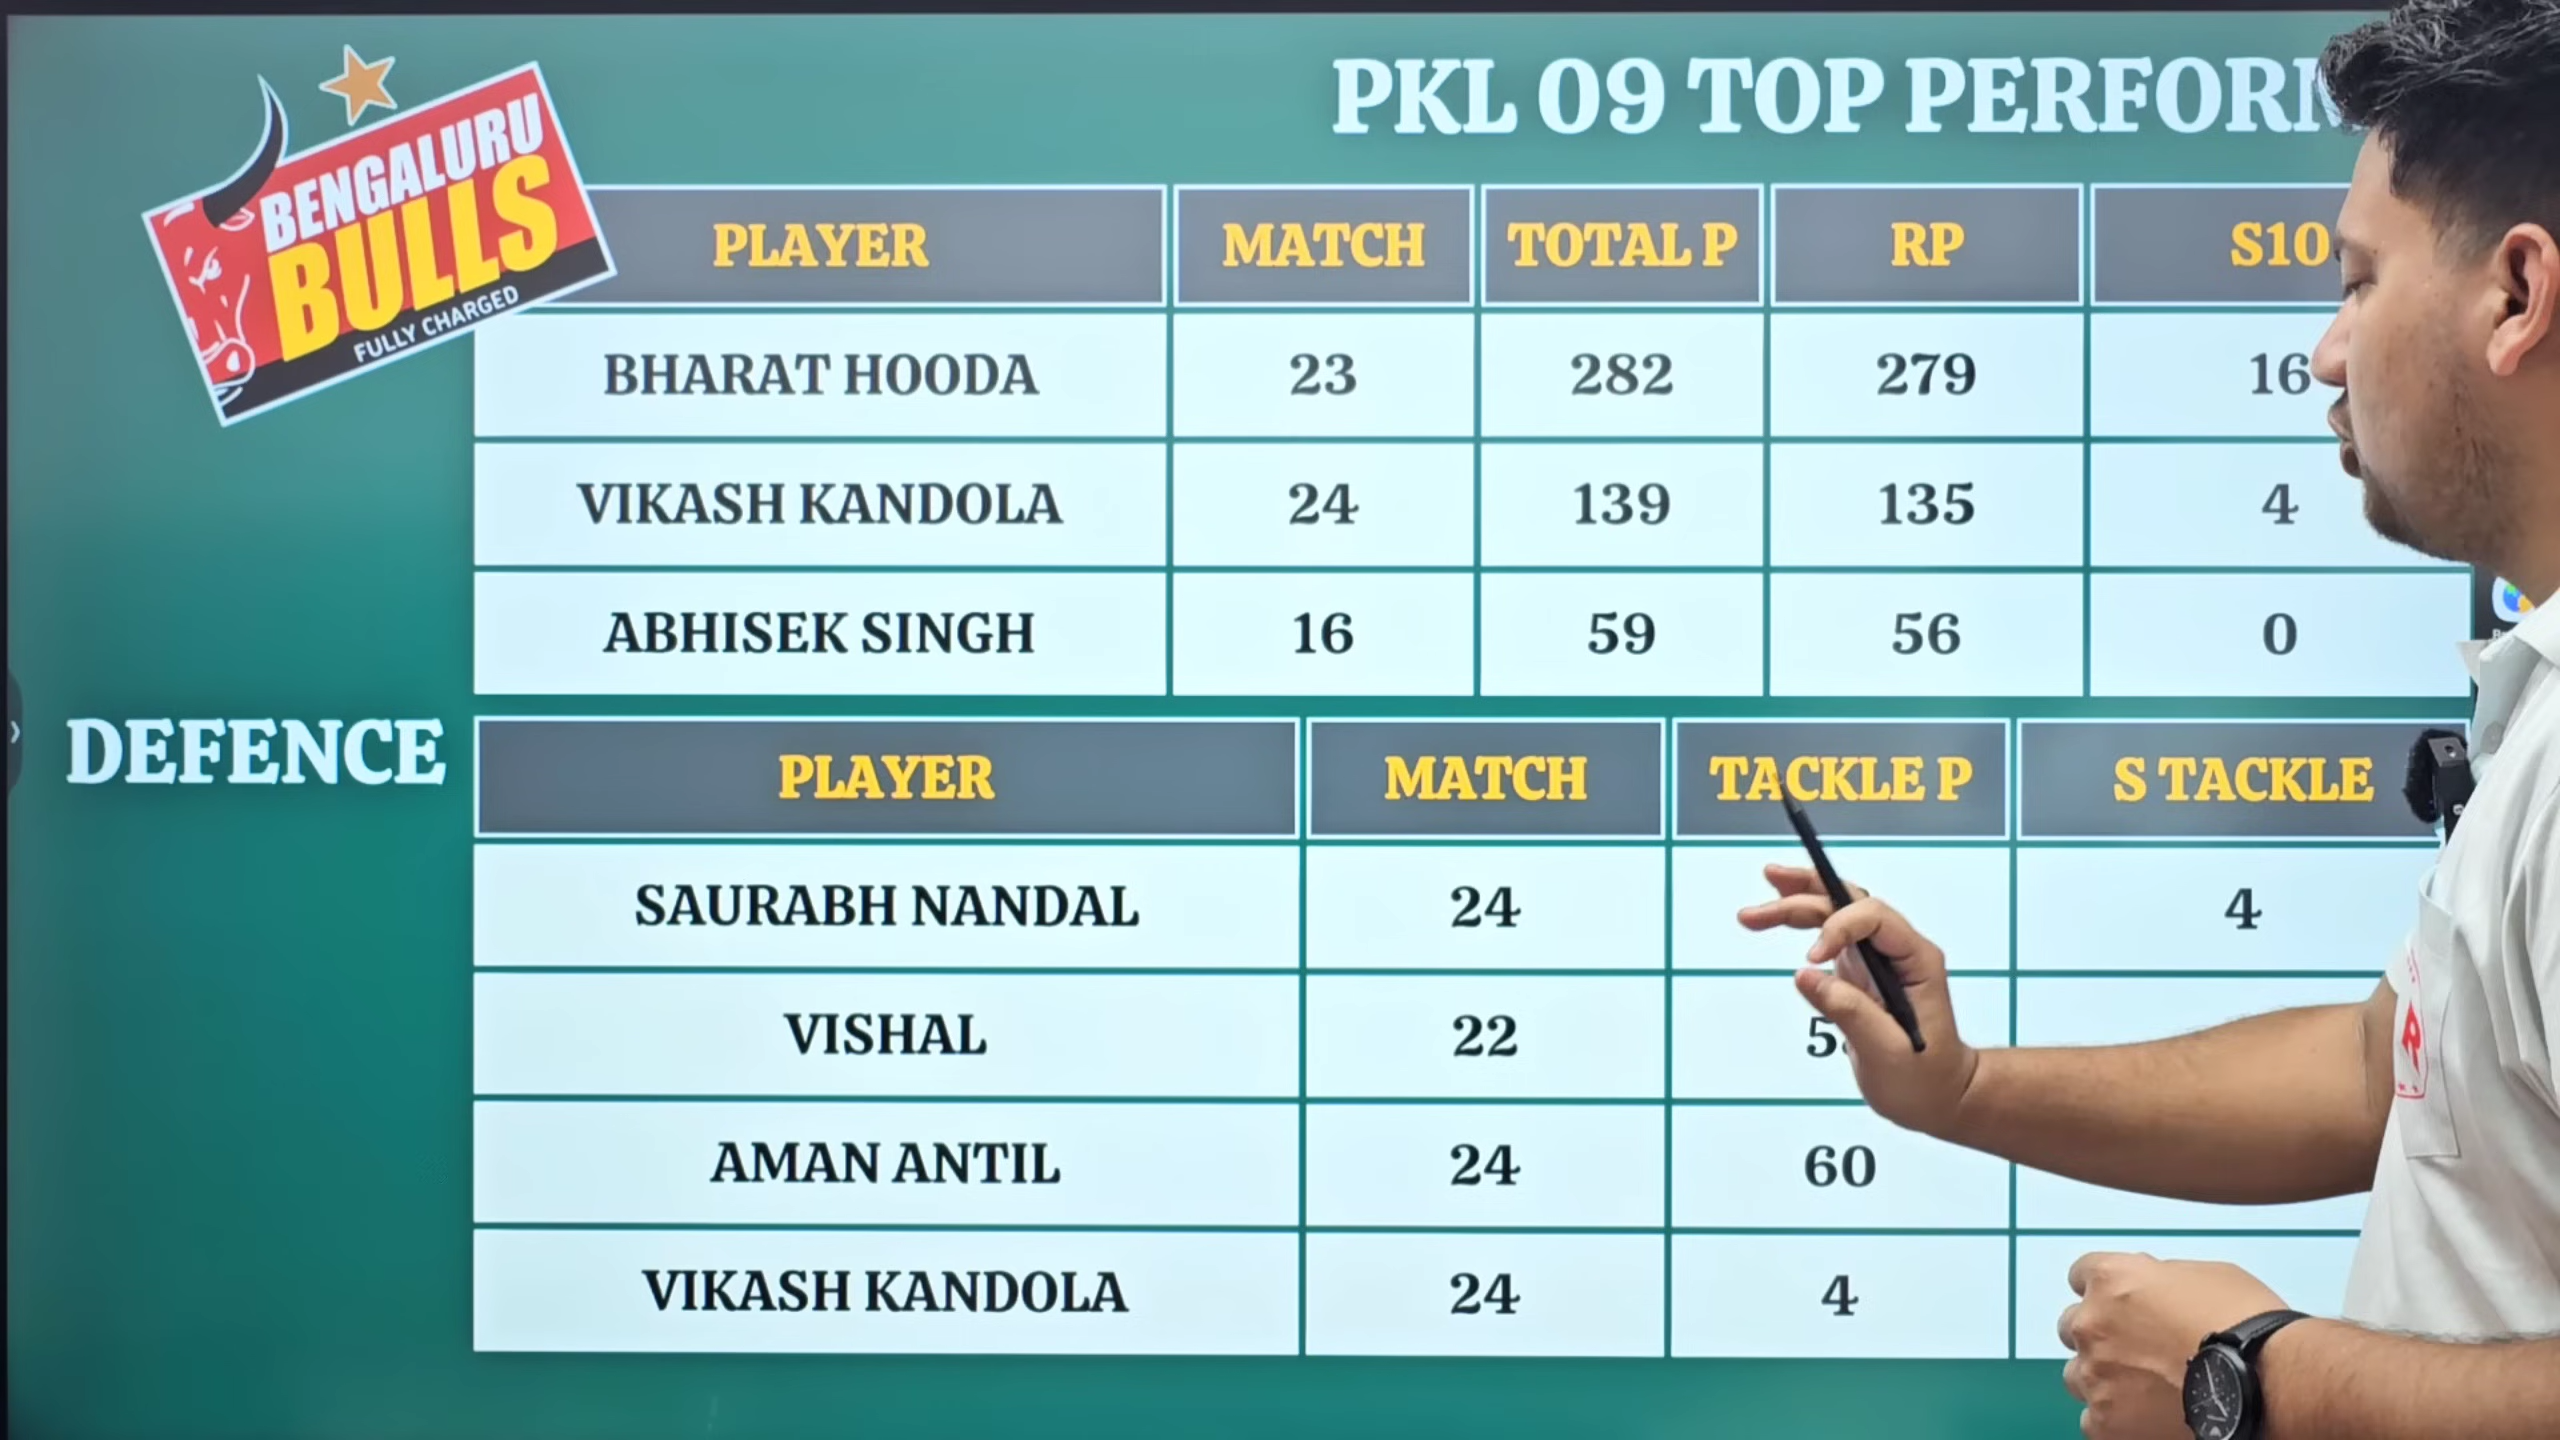 BENGALURU
BULLS
FULLY CHARGED
PKL 09 TOP
PLAYER MATCH TOTAL P RP S10
BHARAT HOODA 23 282 279 16
VIKASH KANDOLA 24 139 135 4
ABHISEK SINGH 16 59 56 0
DEFENCE
PLAYER MATCH TACKLE P S TACKLE
SAURABH NANDAL 24 4
VISHAL 22
AMAN ANTIL 24 60
VIKASH KANDOLA 24 4
R